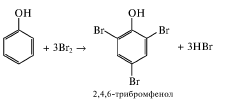 OH
OH
Br
Br
+ 3Br₂ →
+ 3HBr
Br
2,4,6-трибромфенол